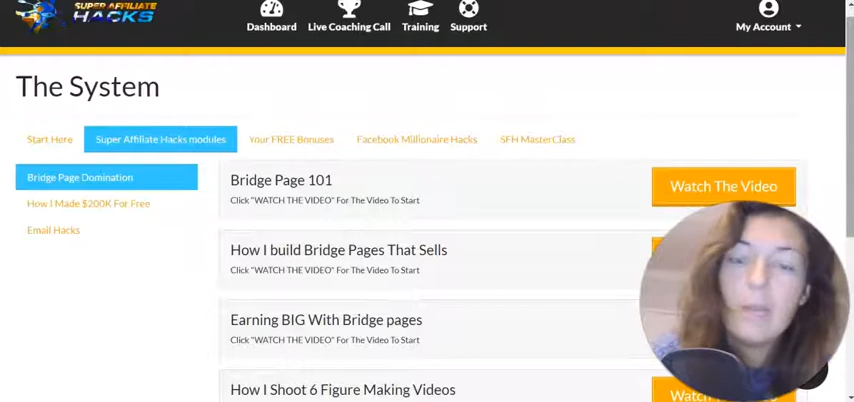 SUPER AFFILIATE
HACKS
Dashboard
Live Coaching Call
Training
Support
My Account
The System
Start Here
Super Affiliate Hacks modules
Your FREE Bonuses
Facebook Millionaire Hacks
SFH MasterClass
Bridge Page Domination
How I Made $200K For Free
Email Hacks
Bridge Page 101
Click "WATCH THE VIDEO" For The Video To Start
Watch The Video
How I build Bridge Pages That Sells
Click "WATCH THE VIDEO" For The Video To Start
Earning BIG With Bridge pages
Click "WATCH THE VIDEO" For The Video To Start
How I Shoot 6 Figure Making Videos